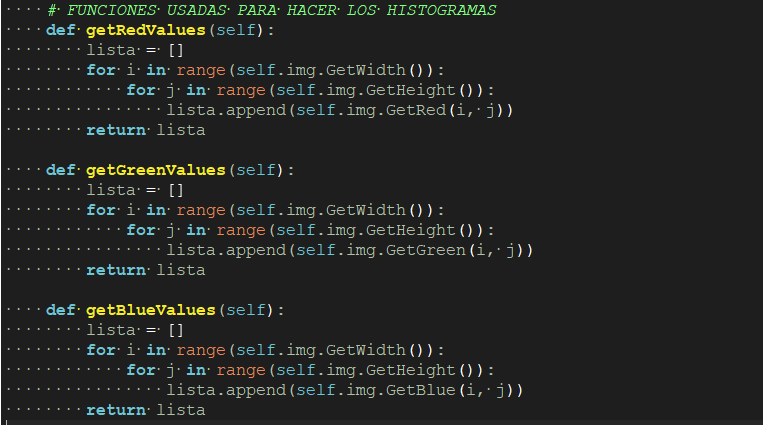 # FUNCIONES USADAS PARA HACER LOS HISTOGRAMAS
    def getRedValues(self):
        lista = []
        for i in range(self.img.GetWidth()):
            for j in range(self.img.GetHeight()):
                lista.append(self.img.GetRed(i, j))
        return lista

    def getGreenValues(self):
        lista = []
        for i in range(self.img.GetWidth()):
            for j in range(self.img.GetHeight()):
                lista.append(self.img.GetGreen(i, j))
        return lista

    def getBlueValues(self):
        lista = []
        for i in range(self.img.GetWidth()):
            for j in range(self.img.GetHeight()):
                lista.append(self.img.GetBlue(i, j))
        return lista